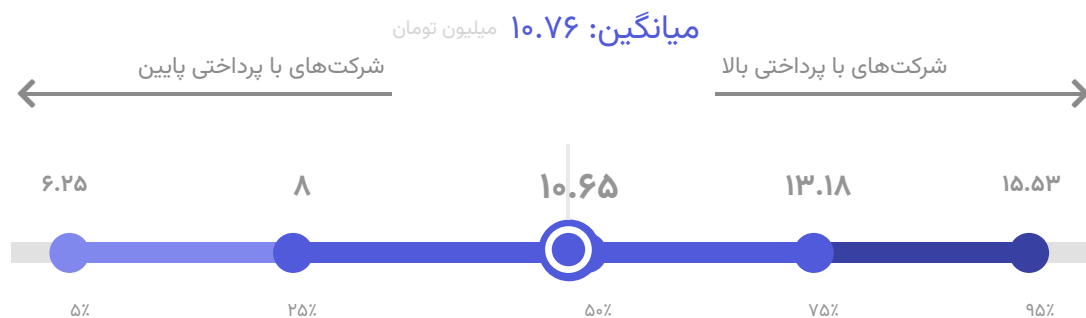 میانگین: ۱۰.۷۶ میلیون تومان
شرکت‌های با پرداختی بالا
شرکت‌های با پرداختی پایین
۶.۲۵ ۸ ۱۰.۶۵ ۱۳.۱۸ ۱۵.۵۳
۵٪ ۲۵٪ ۵۰٪ ۷۵٪ ۹۵٪